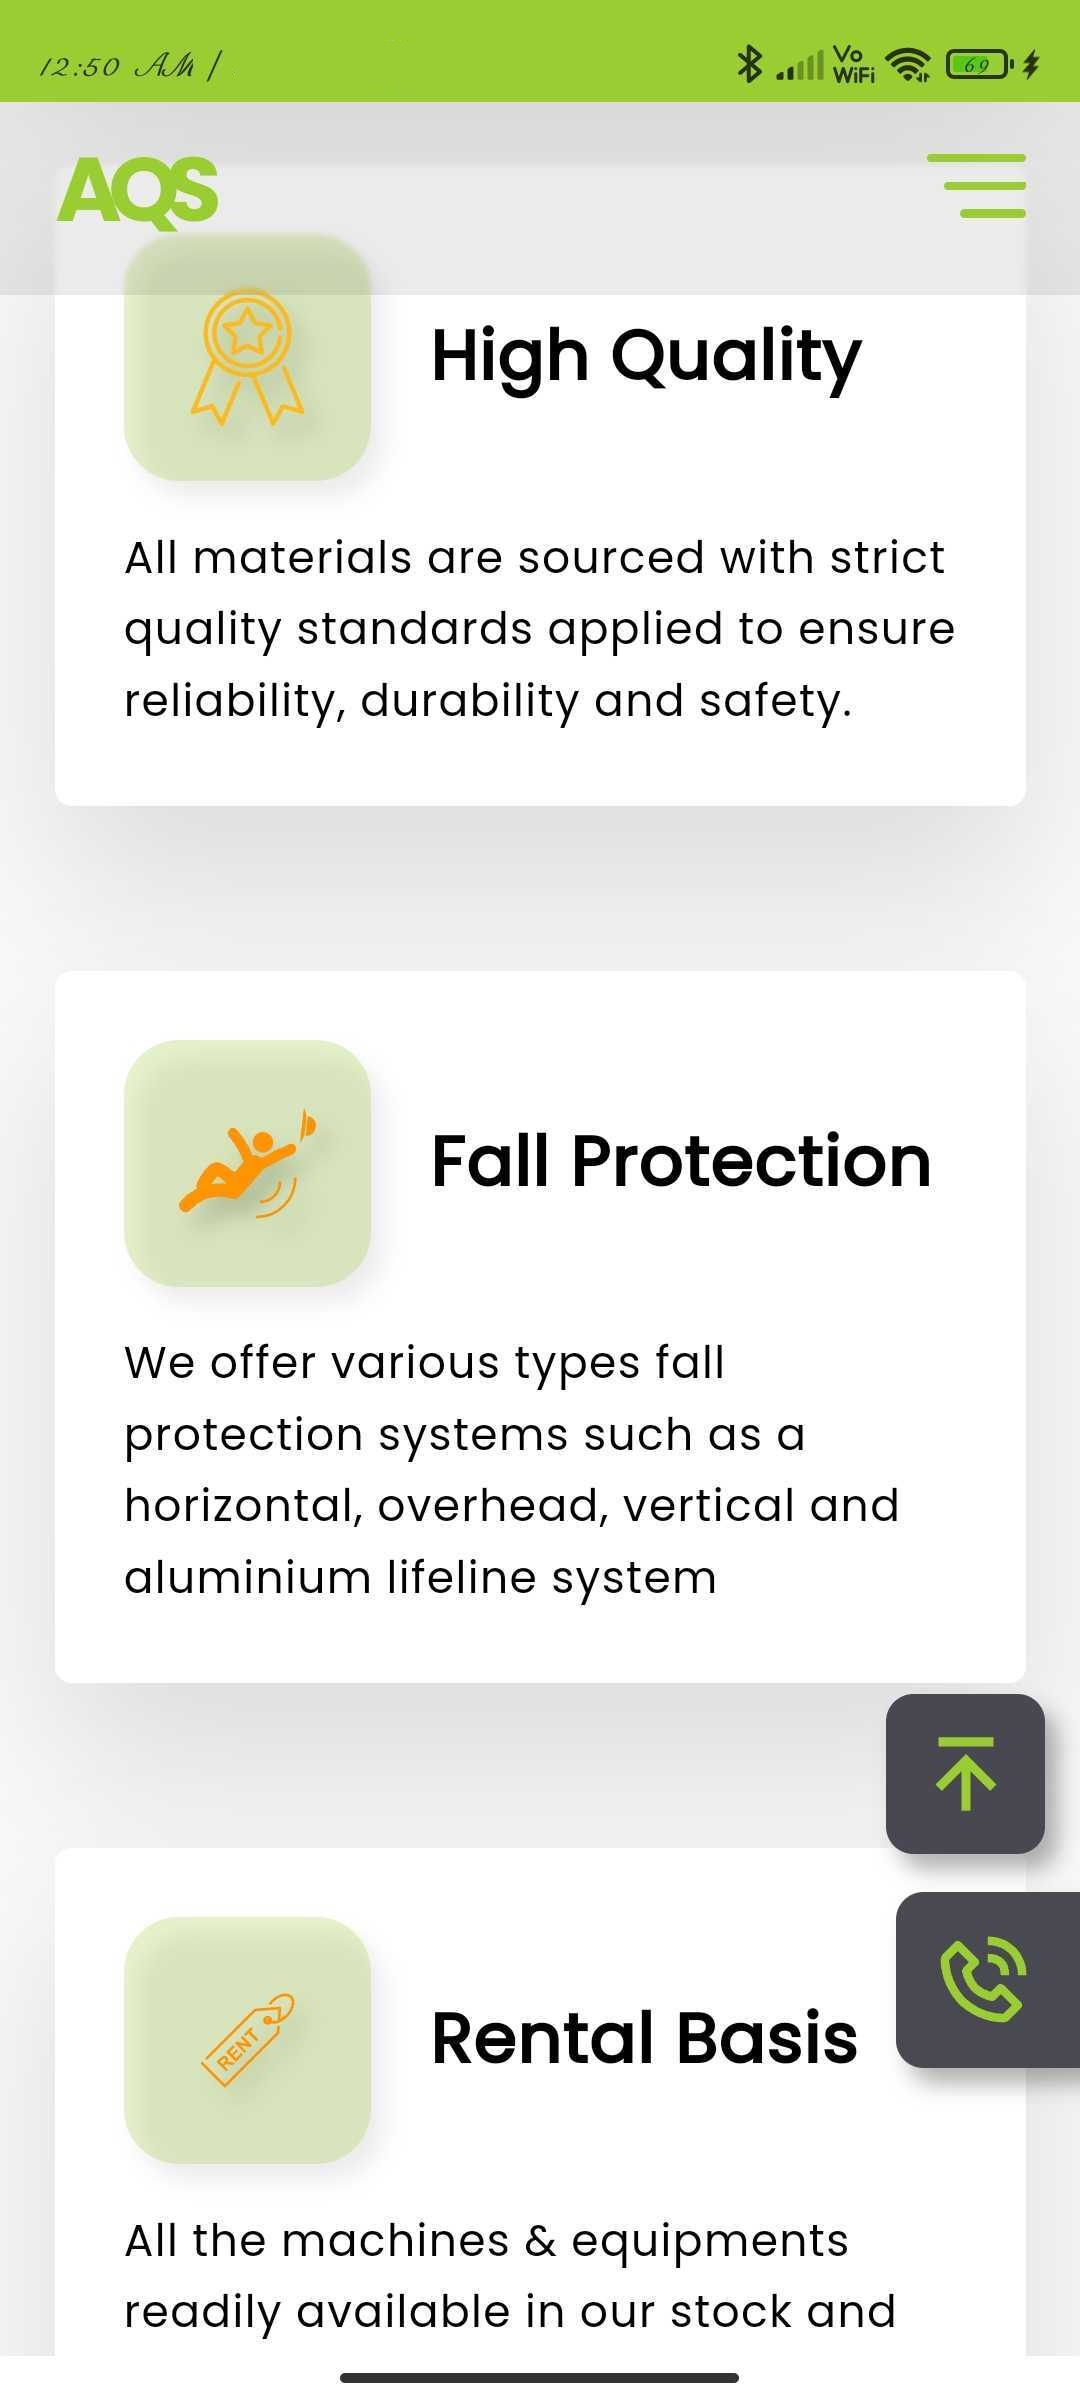 12:50 AM /
Vo
WiFi
69
AQS
High Quality
All materials are sourced with strict
quality standards applied to ensure
reliability, durability and safety.
Fall Protection
We offer various types fall
protection systems such as a
horizontal, overhead, vertical and
aluminium lifeline system
RENT
Rental Basis
All the machines & equipments
readily available in our stock and